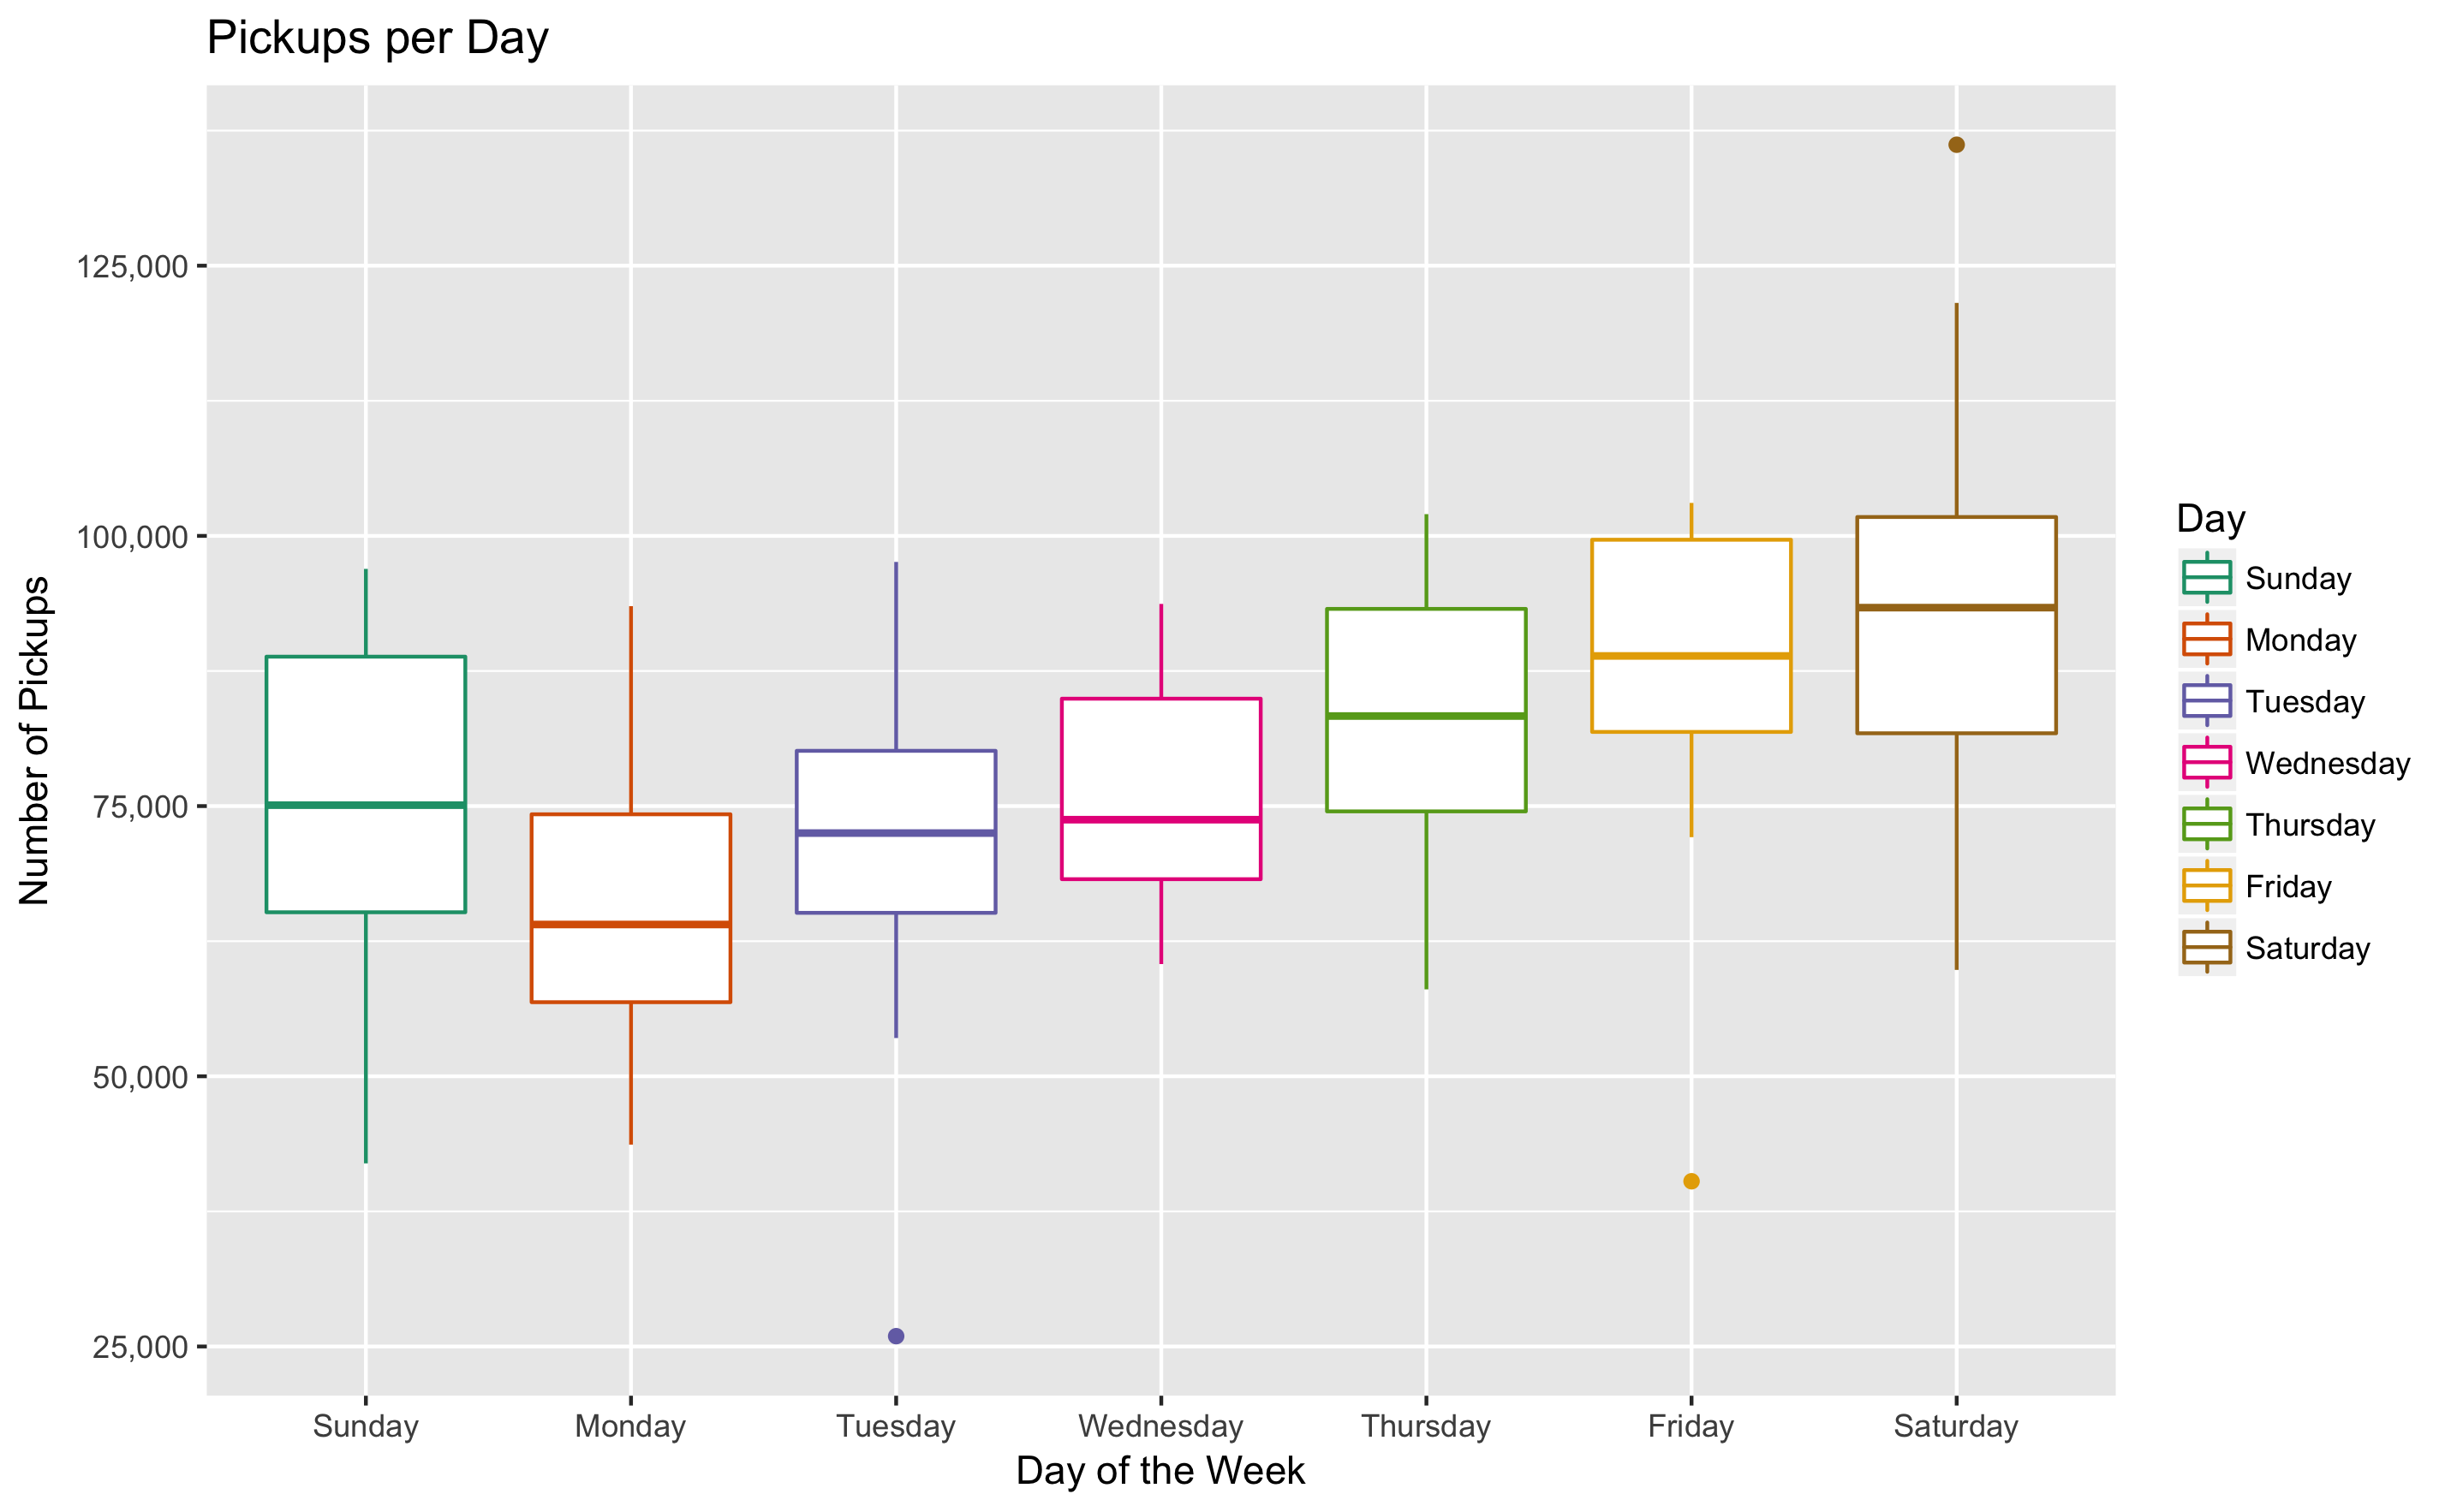 Pickups per Day
Number of Pickups
125,000
100,000
75,000
50,000
25,000
Sunday
Monday
Tuesday
Wednesday
Thursday
Friday
Saturday
Day of the Week
Day
Sunday
Monday
Tuesday
Wednesday
Thursday
Friday
Saturday